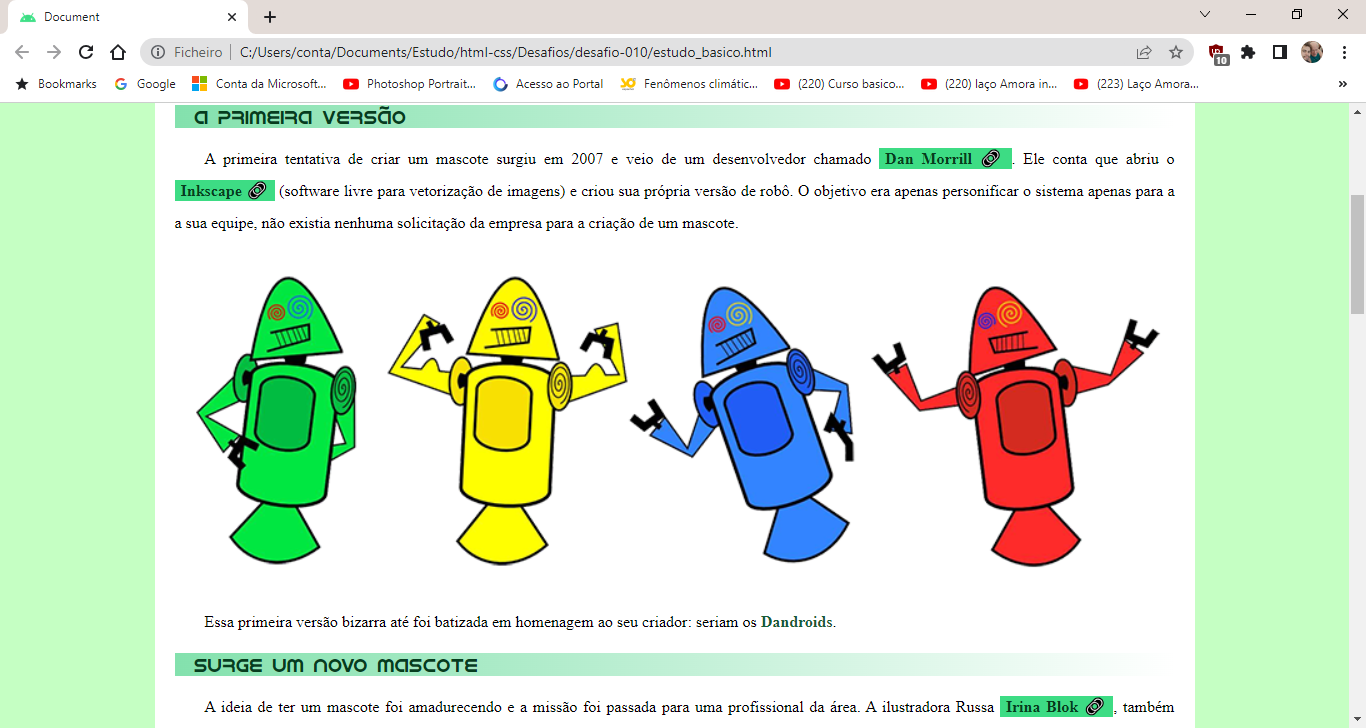 Document
Ficheiro
C:/Users/conta/Documents/Estudo/html-css/Desafios/desafio-010/estudo_basico.html
10
Bookmarks
Google
Conta da Microsoft...
Photoshop Portrait...
Acesso ao Portal
Fenômenos climátic...
(220) Curso basico...
(220) laço Amora in...
(223) Laço Amora...
»
A PRIMEIRA VERSÃO
A primeira tentativa de criar um mascote surgiu em 2007 e veio de um desenvolvedor chamado Dan Morrill. Ele conta que abriu o
Inkscape (software livre para vetorização de imagens) e criou sua própria versão de robô. O objetivo era apenas personificar o sistema apenas para a
a sua equipe, não existia nenhuma solicitação da empresa para a criação de um mascote.
Essa primeira versão bizarra até foi batizada em homenagem ao seu criador: seriam os Dandroids.
SURGE UM NOVO MASCOTE
A ideia de ter um mascote foi amadurecendo e a missão foi passada para uma profissional da área. A ilustradora Russa Irina Blok, também